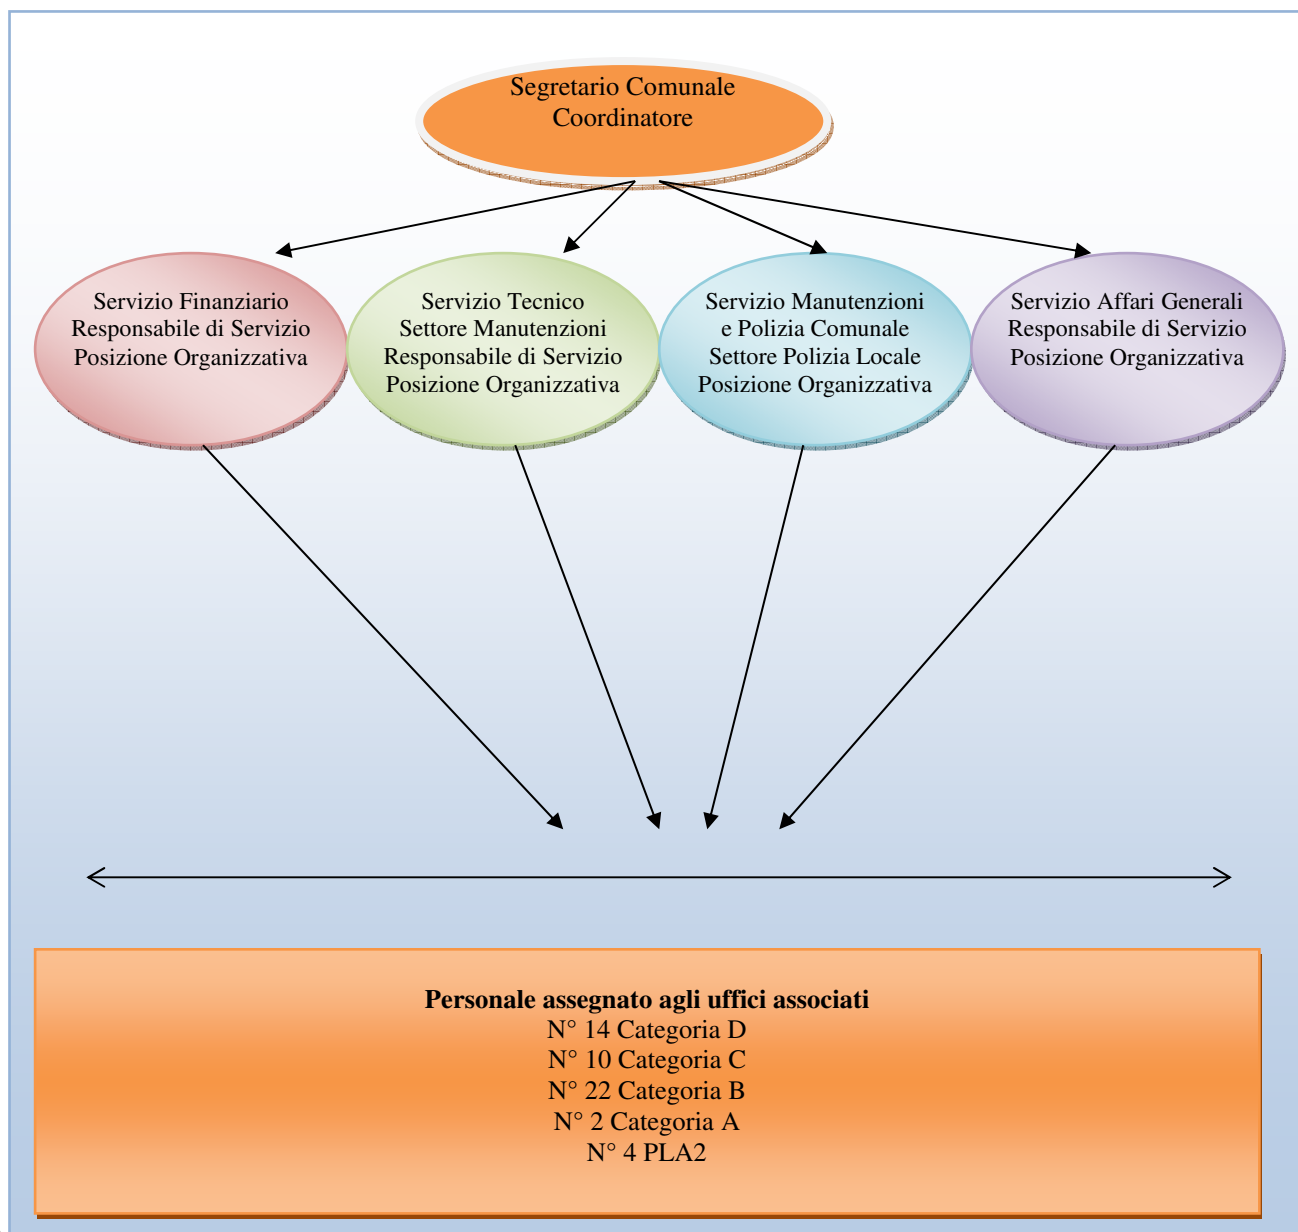 Segretario Comunale
Coordinatore
Servizio Finanziario
Responsabile di Servizio
Posizione Organizzativa
Servizio Tecnico
Settore Manutenzioni
Responsabile di Servizio
Posizione Organizzativa
Servizio Manutenzioni
e Polizia Comunale
Settore Polizia Locale
Posizione Organizzativa
Servizio Affari Generali
Responsabile di Servizio
Posizione Organizzativa
Personale assegnato agli uffici associati
N° 14 Categoria D
N° 10 Categoria C
N° 22 Categoria B
N° 2 Categoria A
N° 4 PLA2